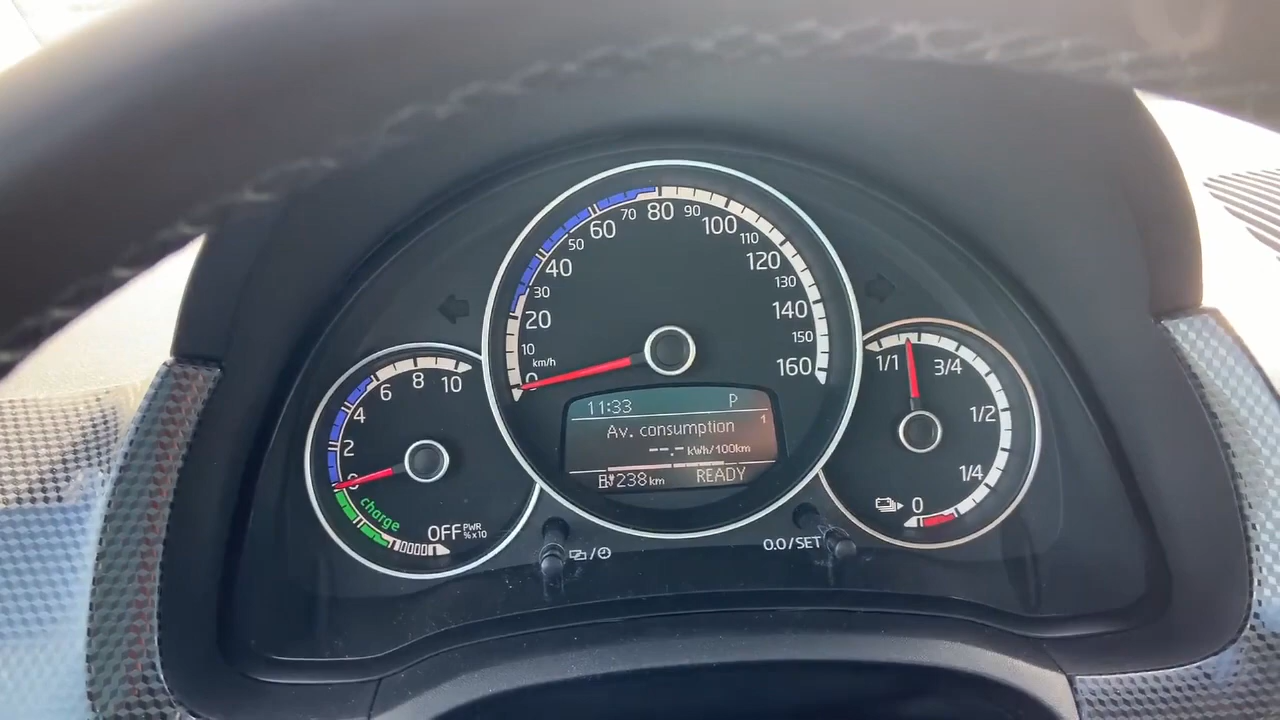 0 2 4 6 8 10
charge
OFF PWR %x10
0 10 20 30 40 50 60 70 80 90 100 110 120 130 140 150 160
km/h
11:33 P
1
Av. consumption
--.- kWh/100km
238 km READY
1/1 3/4 1/2 1/4 0
0.0/SET